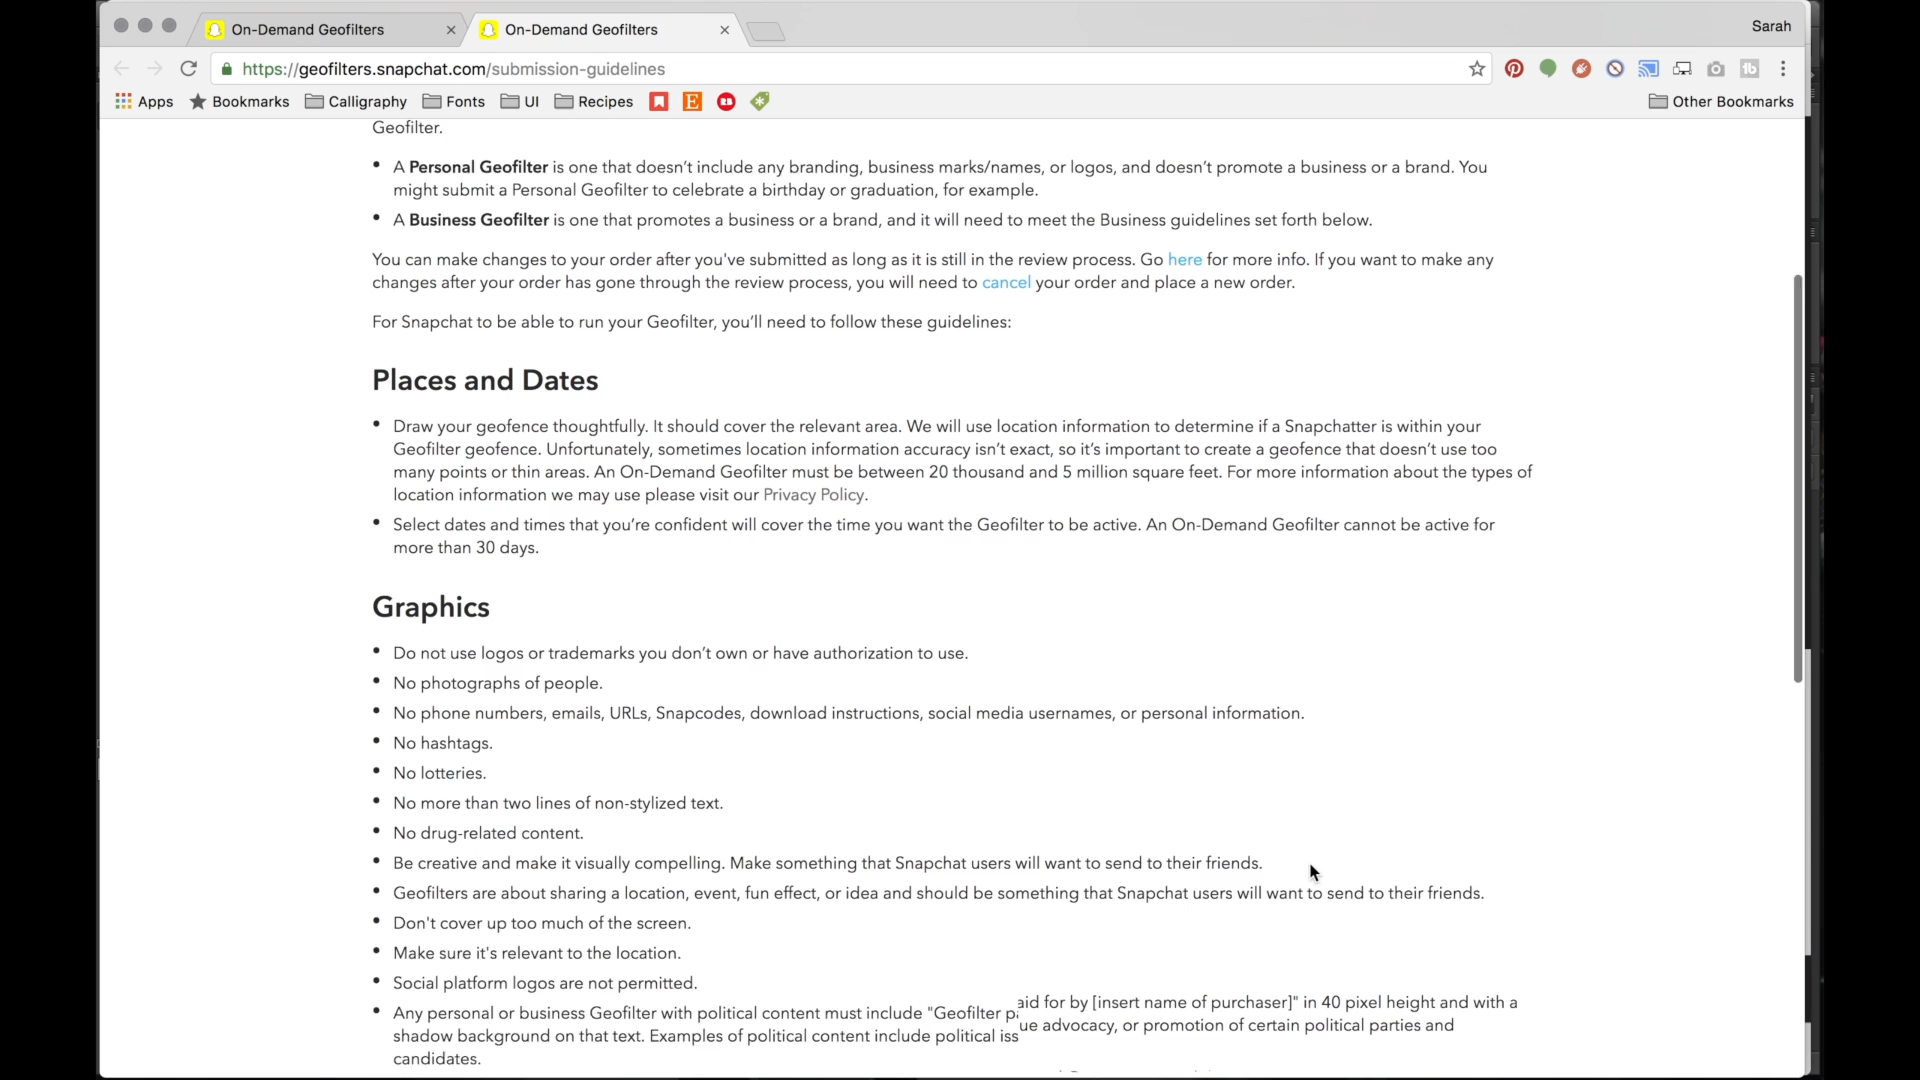 On-Demand Geofilters
On-Demand Geofilters
Sarah
https://geofilters.snapchat.com/submission-guidelines
Apps Bookmarks Calligraphy Fonts UI Recipes Other Bookmarks
Geofilter.
• A Personal Geofilter is one that doesn’t include any branding, business marks/names, or logos, and doesn’t promote a business or a brand. You
might submit a Personal Geofilter to celebrate a birthday or graduation, for example.
• A Business Geofilter is one that promotes a business or a brand, and it will need to meet the Business guidelines set forth below.
You can make changes to your order after you've submitted as long as it is still in the review process. Go here for more info. If you want to make any
changes after your order has gone through the review process, you will need to cancel your order and place a new order.
For Snapchat to be able to run your Geofilter, you’ll need to follow these guidelines:
Places and Dates
• Draw your geofence thoughtfully. It should cover the relevant area. We will use location information to determine if a Snapchatter is within your
Geofilter geofence. Unfortunately, sometimes location information accuracy isn’t exact, so it’s important to create a geofence that doesn’t use too
many points or thin areas. An On-Demand Geofilter must be between 20 thousand and 5 million square feet. For more information about the types of
location information we may use please visit our Privacy Policy.
• Select dates and times that you’re confident will cover the time you want the Geofilter to be active. An On-Demand Geofilter cannot be active for
more than 30 days.
Graphics
• Do not use logos or trademarks you don’t own or have authorization to use.
• No photographs of people.
• No phone numbers, emails, URLs, Snapcodes, download instructions, social media usernames, or personal information.
• No hashtags.
• No lotteries.
• No more than two lines of non-stylized text.
• No drug-related content.
• Be creative and make it visually compelling. Make something that Snapchat users will want to send to their friends.
• Geofilters are about sharing a location, event, fun effect, or idea and should be something that Snapchat users will want to send to their friends.
• Don't cover up too much of the screen.
• Make sure it's relevant to the location.
• Social platform logos are not permitted.
• Any personal or business Geofilter with political content must include "Geofilter paid for by [insert name of purchaser]" in 40 pixel height and with a
shadow background on that text. Examples of political content include political issue advocacy, or promotion of certain political parties and
candidates.